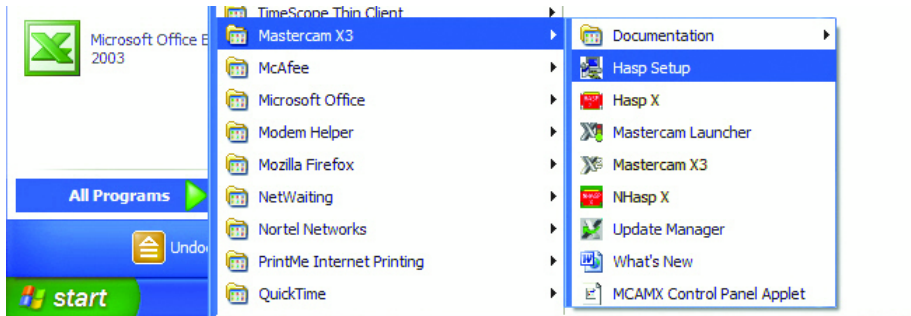 TimeScope Thin Client
Microsoft Office E
2003
Mastercam X3
McAfee
Microsoft Office
Modem Helper
Mozilla Firefox
NetWaiting
Nortel Networks
PrintMe Internet Printing
QuickTime
All Programs
Undo
start
Documentation
Hasp Setup
Hasp X
Mastercam Launcher
Mastercam X3
NHasp X
Update Manager
What's New
MCAMX Control Panel Applet